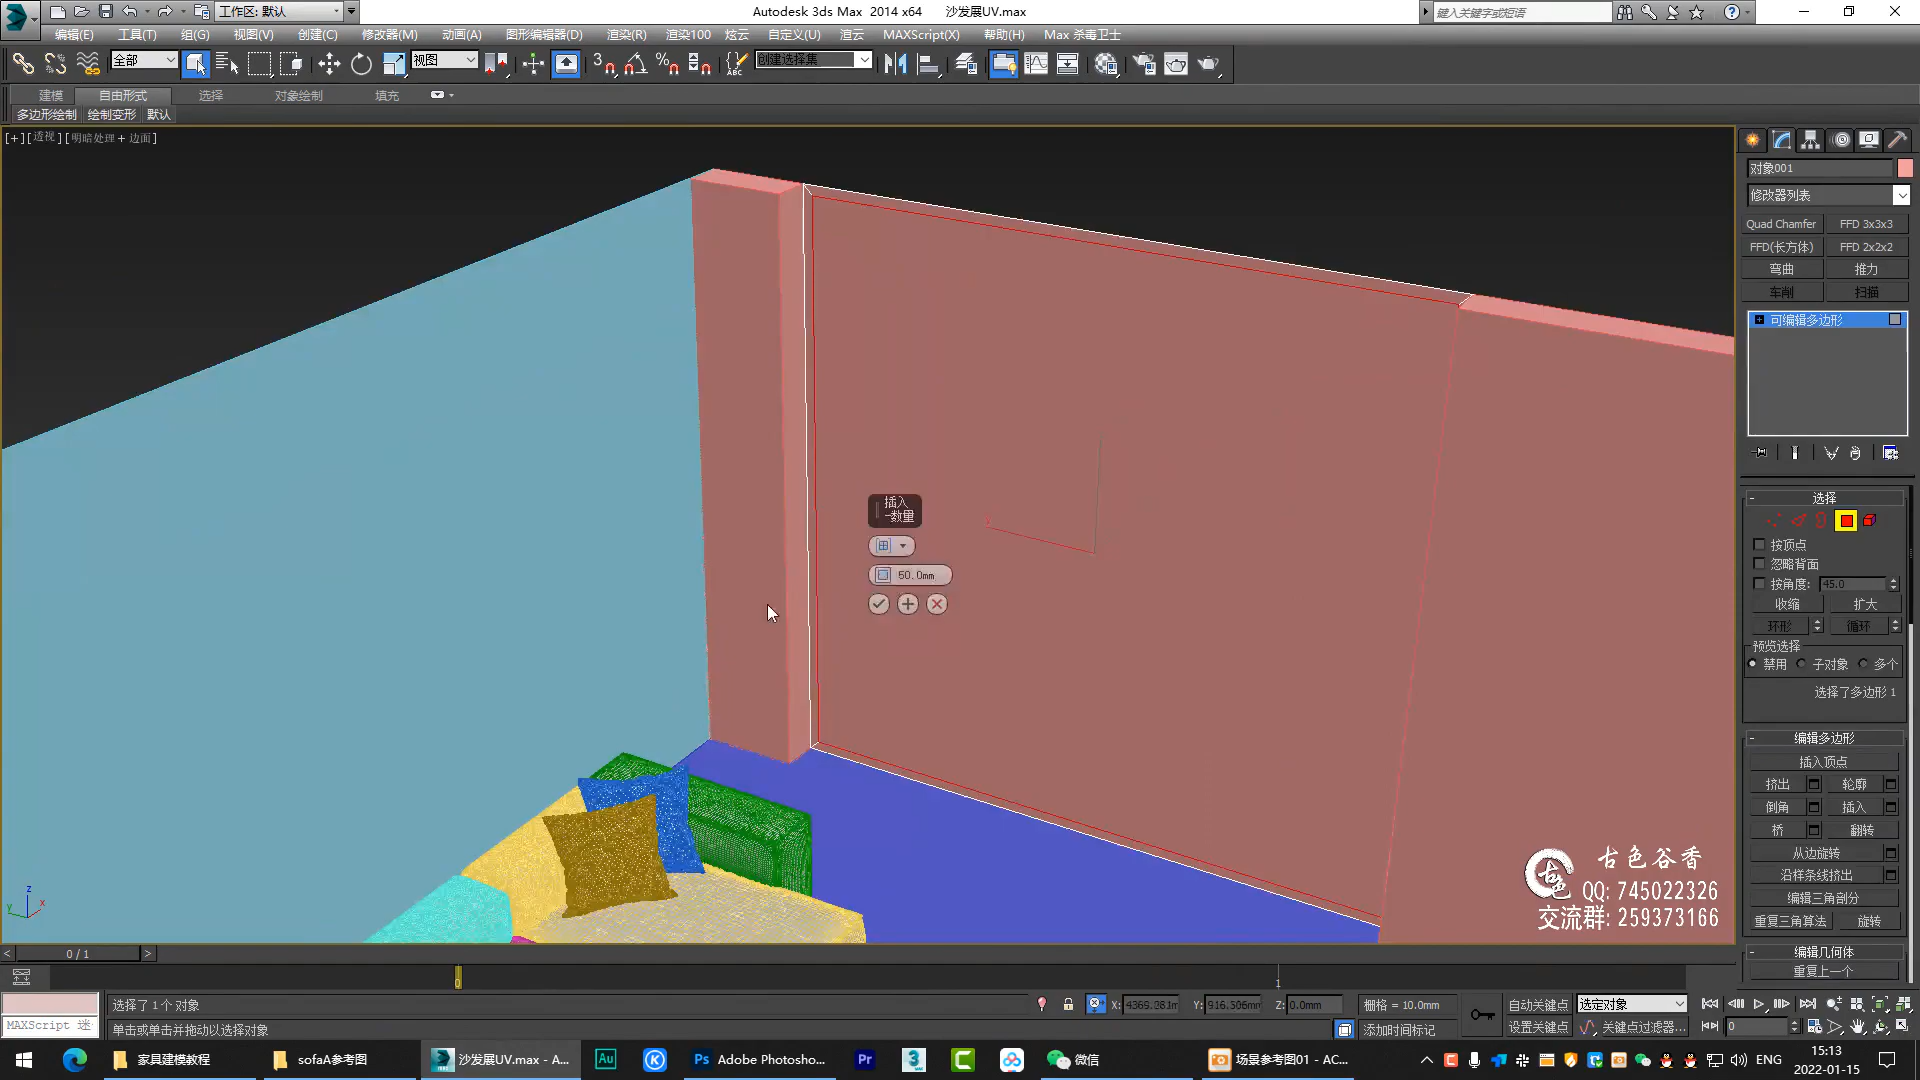 工作区: 默认
Autodesk 3ds Max  2014 x64
沙发展UV.max
键入关键字或短语
编辑(E)
工具(T)
组(G)
视图(V)
创建(C)
修改器(M)
动画(A)
图形编辑器(D)
渲染(R)
渲染100
炫云
自定义(U)
渲云
MAXScript(X)
帮助(H)
Max 杀毒卫士
全部
视图
3
ABC
创建选择集
建模
自由形式
选择
对象绘制
填充
多边形绘制
绘制变形
默认
[+][透视][明暗处理 + 边面]
对象001
修改器列表
Quad Chamfer
FFD 3x3x3
FFD(长方体)
FFD 2x2x2
弯曲
推力
车削
扫描
可编辑多边形
选择
按顶点
忽略背面
按角度:
45.0
收缩
扩大
环形
循环
预览选择
禁用
子对象
多个
选择了多边形 1
编辑多边形
插入顶点
挤出
轮廓
倒角
插入
桥
翻转
从边旋转
沿样条线挤出
编辑三角剖分
重复三角算法
旋转
编辑几何体
重复上一个
插入
-数量
50.0mm
z
y
x
古色
古色谷香
QQ: 745022326
交流群: 259373166
0 / 1
0
1
选择了 1 个 对象
X:
Y:
916.506mm
Z:
0.0mm
栅格 = 10.0mm
自动关键点
选定对象
MAXScript 迷
单击或单击并拖动以选择对象
添加时间标记
设置关键点
关键点过滤器...
0
家具建模教程
sofaA参考图
沙发展UV.max - A...
Au
K
Ps
Adobe Photosho...
Pr
3
C
微信
场景参考图01 - AC...
ENG
15:13
2022-01-15